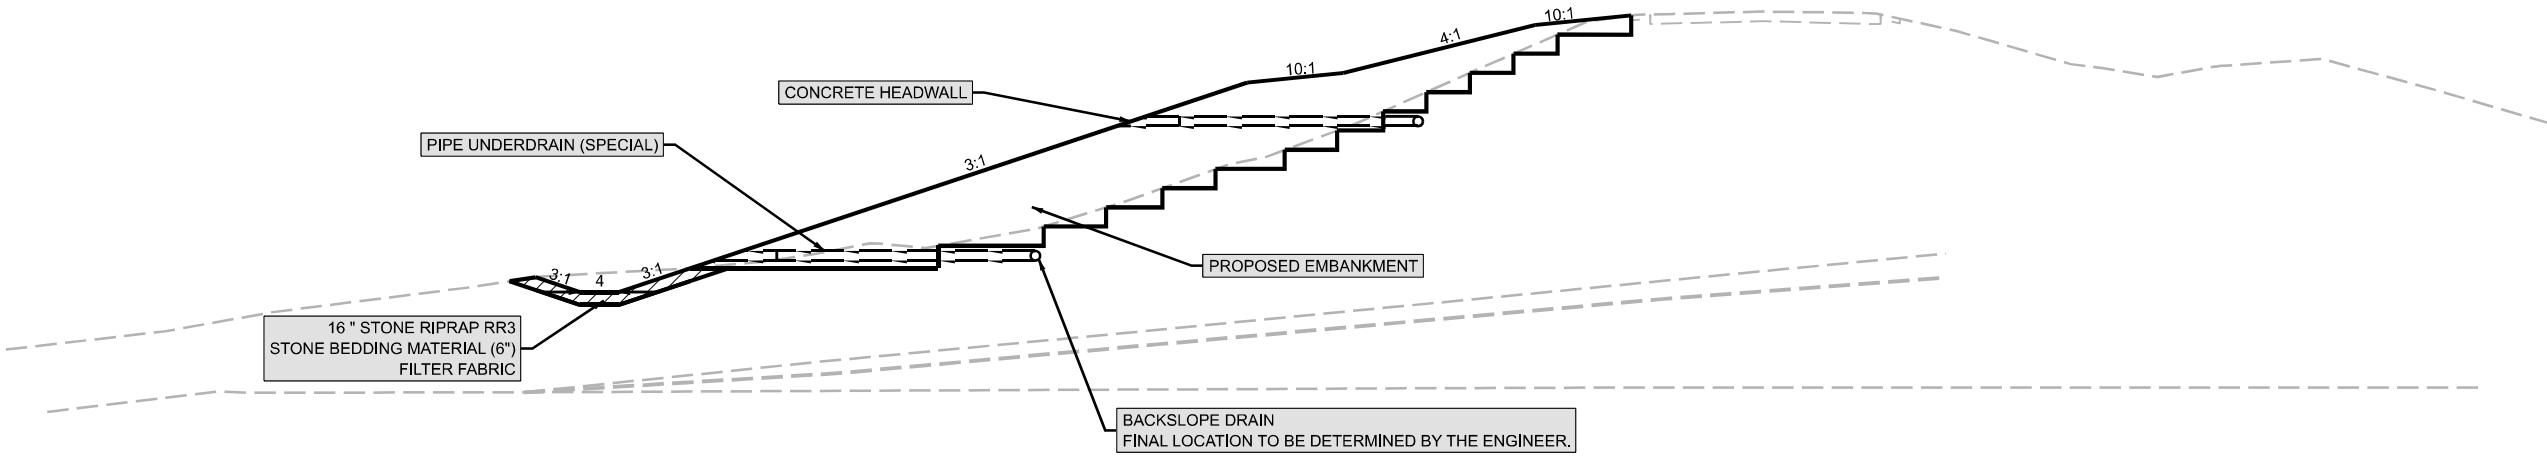 10:1
4:1
10:1
CONCRETE HEADWALL
PIPE UNDERDRAIN (SPECIAL)
3:1
PROPOSED EMBANKMENT
3:1
4
3:1
16 " STONE RIPRAP RR3
STONE BEDDING MATERIAL (6")
FILTER FABRIC
BACKSLOPE DRAIN
FINAL LOCATION TO BE DETERMINED BY THE ENGINEER.